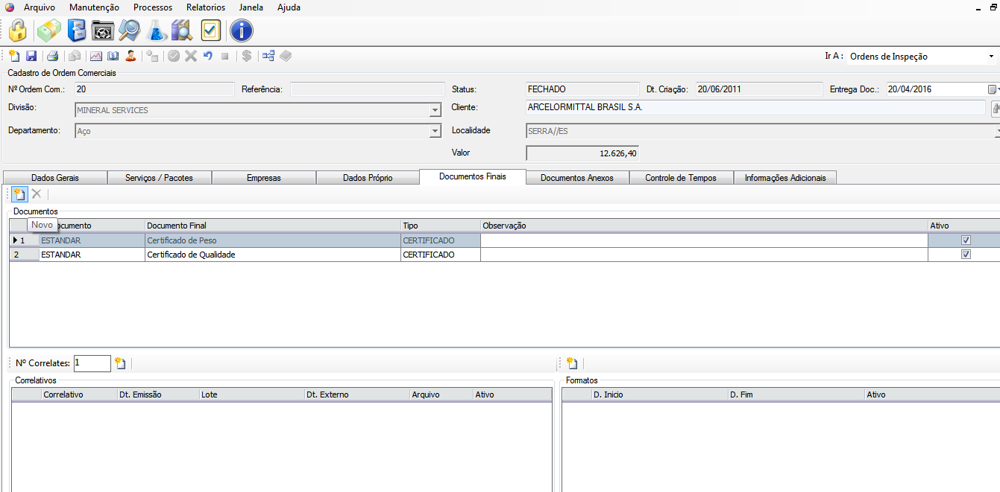 Arquivo Manutenção Processos Relatorios Janela Ajuda
Ir A : Ordens de Inspeção
Cadastro de Ordem Comerciais
Nº Ordem Com.: 20 Referência: Status: FECHADO Dt. Criação: 20/06/2011 Entrega Doc.: 20/04/2016
Divisão: MINERAL SERVICES Cliente: ARCELORMITTAL BRASIL S.A.
Departamento: Aço Localidade SERRA//ES
Valor 12.626,40
Dados Gerais Serviços / Pacotes Empresas Dados Próprio Documentos Finais Documentos Anexos Controle de Tempos Informações Adicionais
Documentos
Novo ocumento Documento Final Tipo Observação Ativo
1 ESTANDAR Certificado de Peso CERTIFICADO
2 ESTANDAR Certificado de Qualidade CERTIFICADO
Nº Correlates: 1
Correlativos Formatos
Correlativo Dt. Emissão Lote Dt. Externo Arquivo Ativo D. Inicio D. Fim Ativo